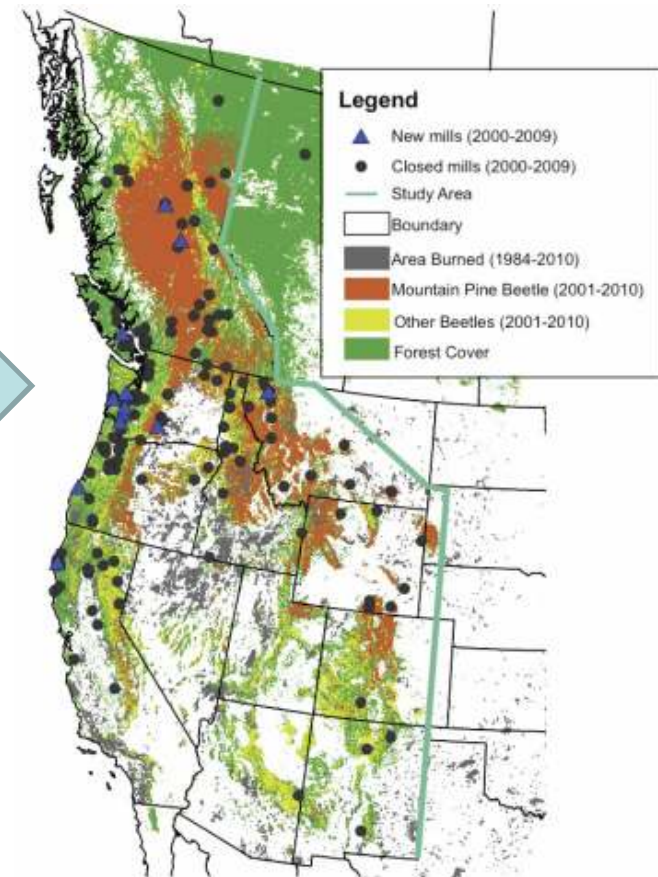 Legend
New mills (2000-2009)
Closed mills (2000-2009)
Study Area
Boundary
Area Burned (1984-2010)
Mountain Pine Beetle (2001-2010)
Other Beetles (2001-2010)
Forest Cover